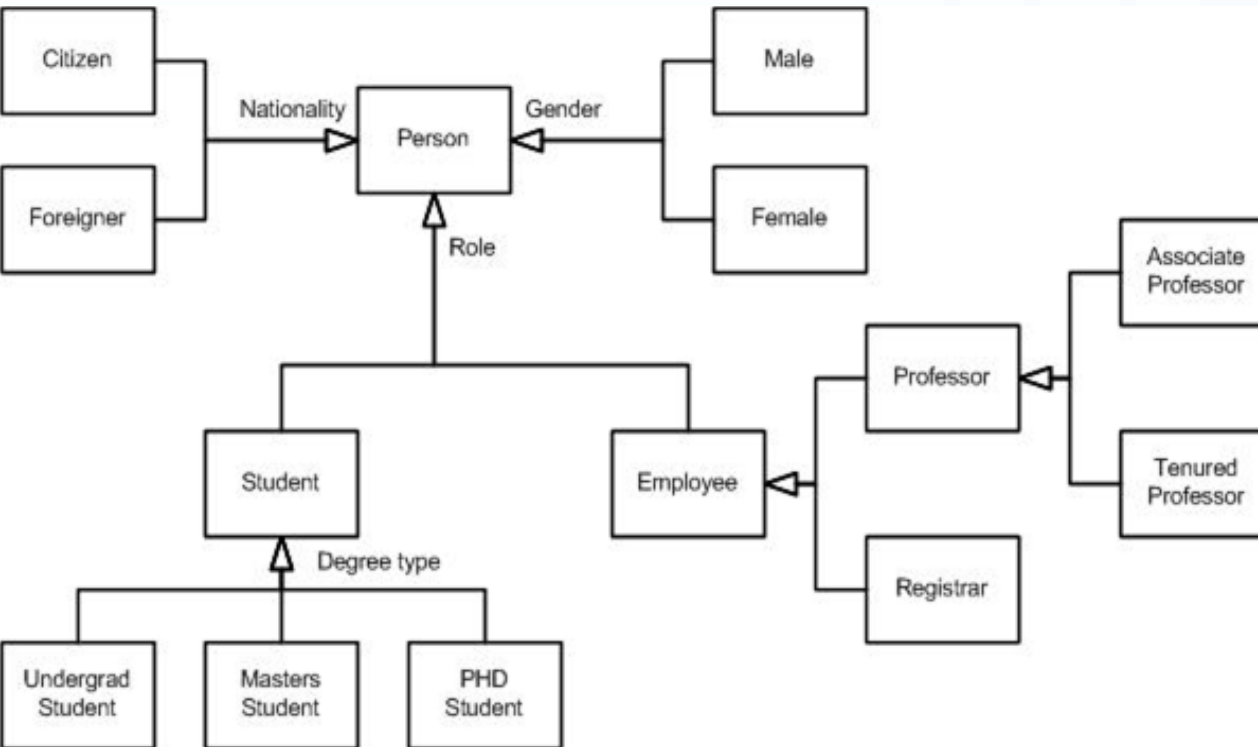 Citizen
Male
Nationality
Gender
Person
Foreigner
Female
Role
Associate
Professor
Professor
Student
Employee
Tenured
Professor
Degree type
Registrar
Undergrad
Student
Masters
Student
PHD
Student